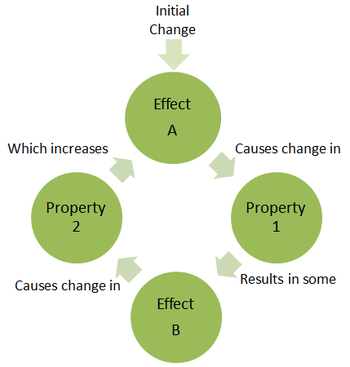 Initial
Change
Effect
A
Which increases
Causes change in
Property
2
Property
1
Causes change in
Results in some
Effect
B